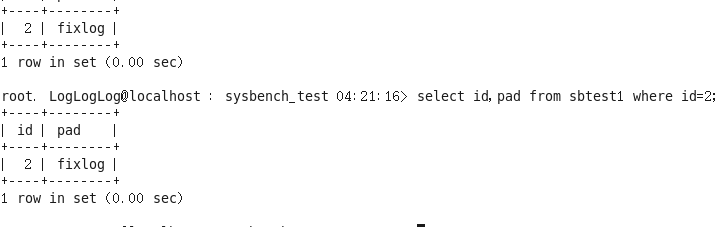 +----+--------+
|  2 | fixlog |
+----+--------+
1 row in set (0.00 sec)
root. LogLogLog@localhost : sysbench_test 04:21:16> select id,pad from sbtest1 where id=2;
+----+--------+
| id | pad    |
+----+--------+
|  2 | fixlog |
+----+--------+
1 row in set (0.00 sec)